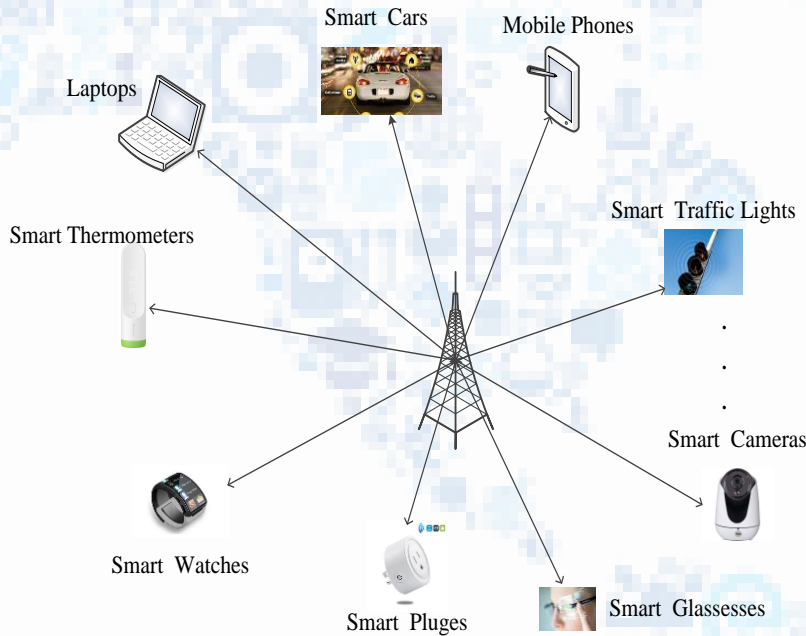 Smart Cars
Mobile Phones
Laptops
Smart Traffic Lights
Smart Thermometers
.
.
.
Smart Cameras
Smart Watches
Smart Pluges
Smart Glassesses